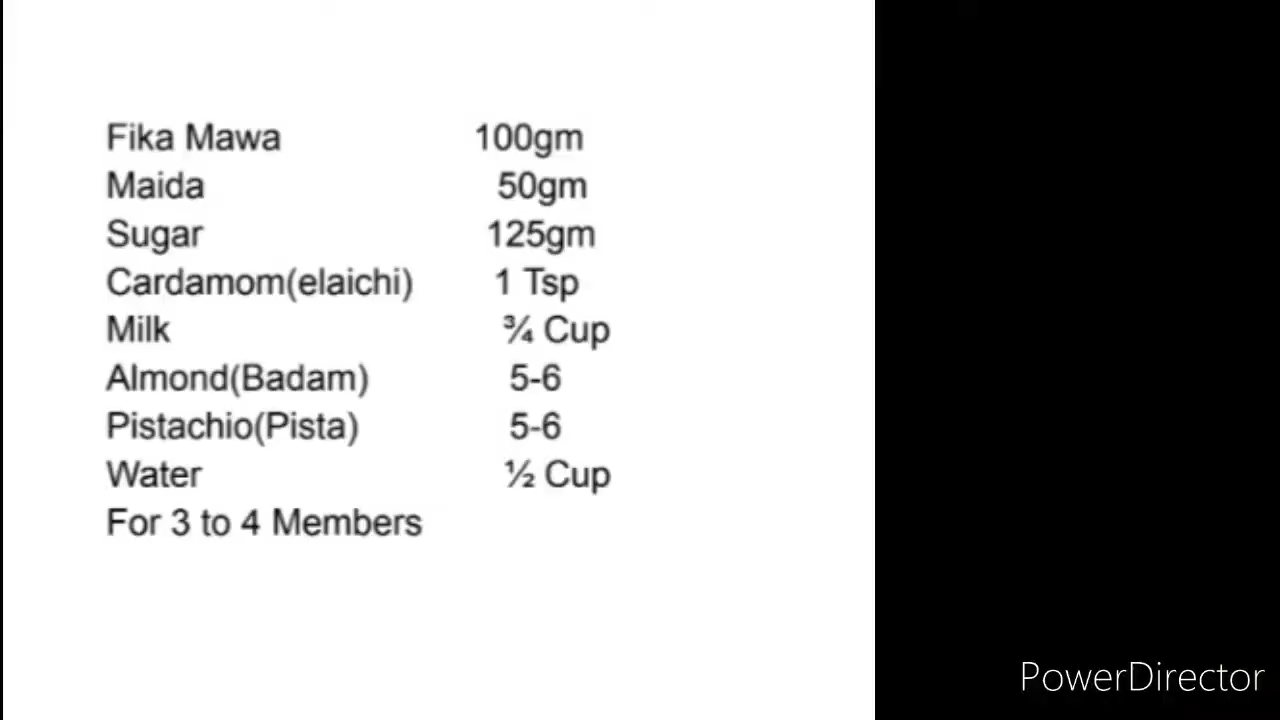 Fika Mawa 100gm
Maida 50gm
Sugar 125gm
Cardamom(elaichi) 1 Tsp
Milk ¾ Cup
Almond(Badam) 5-6
Pistachio(Pista) 5-6
Water ½ Cup
For 3 to 4 Members
PowerDirector